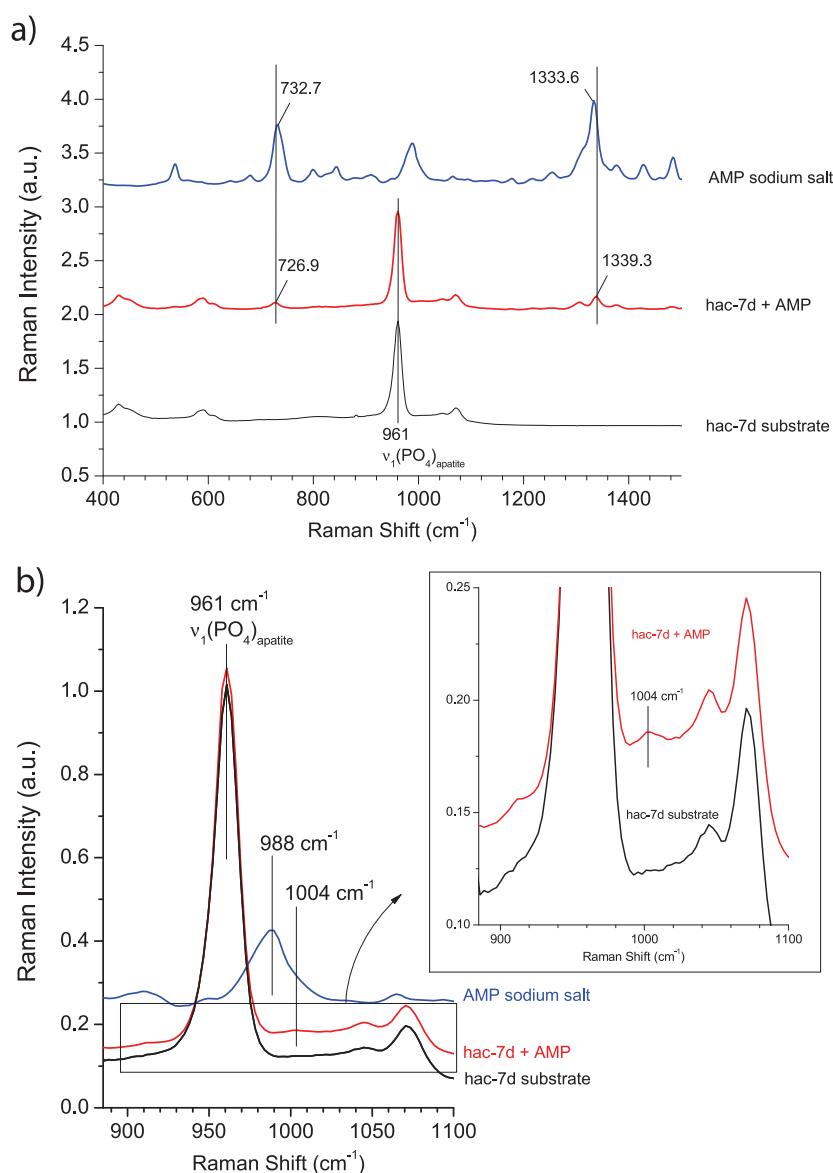 a)
4.5
4.0
3.5
3.0
2.5
2.0
1.5
1.0
0.5
Raman Intensity (a.u.)
732.7
1333.6
AMP sodium salt
726.9
1339.3
hac-7d + AMP
hac-7d substrate
961
ν₁(PO₄)apatite
400 600 800 1000 1200 1400
Raman Shift (cm⁻¹)
b)
1.2
1.0
0.8
0.6
0.4
0.2
0.0
Raman Intensity (a.u.)
961 cm⁻¹
ν₁(PO₄)apatite
988 cm⁻¹
1004 cm⁻¹
AMP sodium salt
hac-7d + AMP
hac-7d substrate
900 950 1000 1050 1100
Raman Shift (cm⁻¹)
0.25
0.20
0.15
0.10
hac-7d + AMP
1004 cm⁻¹
hac-7d substrate
900 1000 1100
Raman Shift (cm⁻¹)